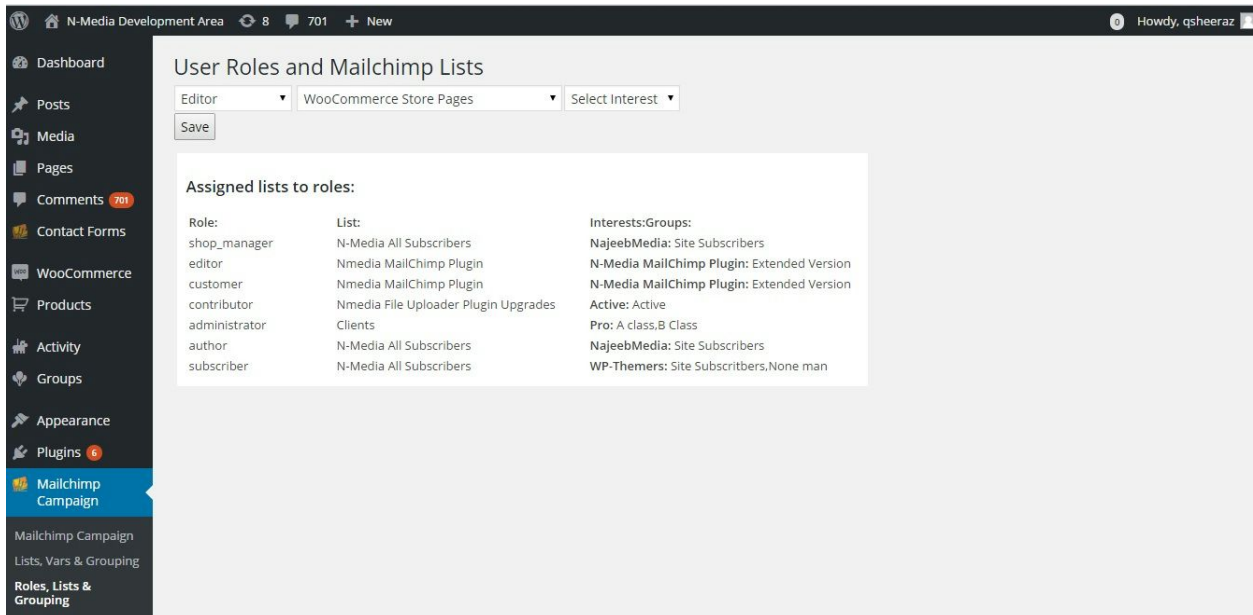 N-Media Development Area 8 701 + New 0 Howdy, qsheeraz
Dashboard
Posts
Media
Pages
Comments 701
Contact Forms
WooCommerce
Products
Activity
Groups
Appearance
Plugins 6
Mailchimp
Campaign
Mailchimp Campaign
Lists, Vars & Grouping
Roles, Lists &
Grouping
User Roles and Mailchimp Lists
Editor WooCommerce Store Pages Select Interest
Save
Assigned lists to roles:
Role: List: Interests:Groups:
shop_manager N-Media All Subscribers NajeebMedia: Site Subscribers
editor Nmedia MailChimp Plugin N-Media MailChimp Plugin: Extended Version
customer Nmedia MailChimp Plugin N-Media MailChimp Plugin: Extended Version
contributor Nmedia File Uploader Plugin Upgrades Active: Active
administrator Clients Pro: A class,B Class
author N-Media All Subscribers NajeebMedia: Site Subscribers
subscriber N-Media All Subscribers WP-Themers: Site Subscritbers,None man